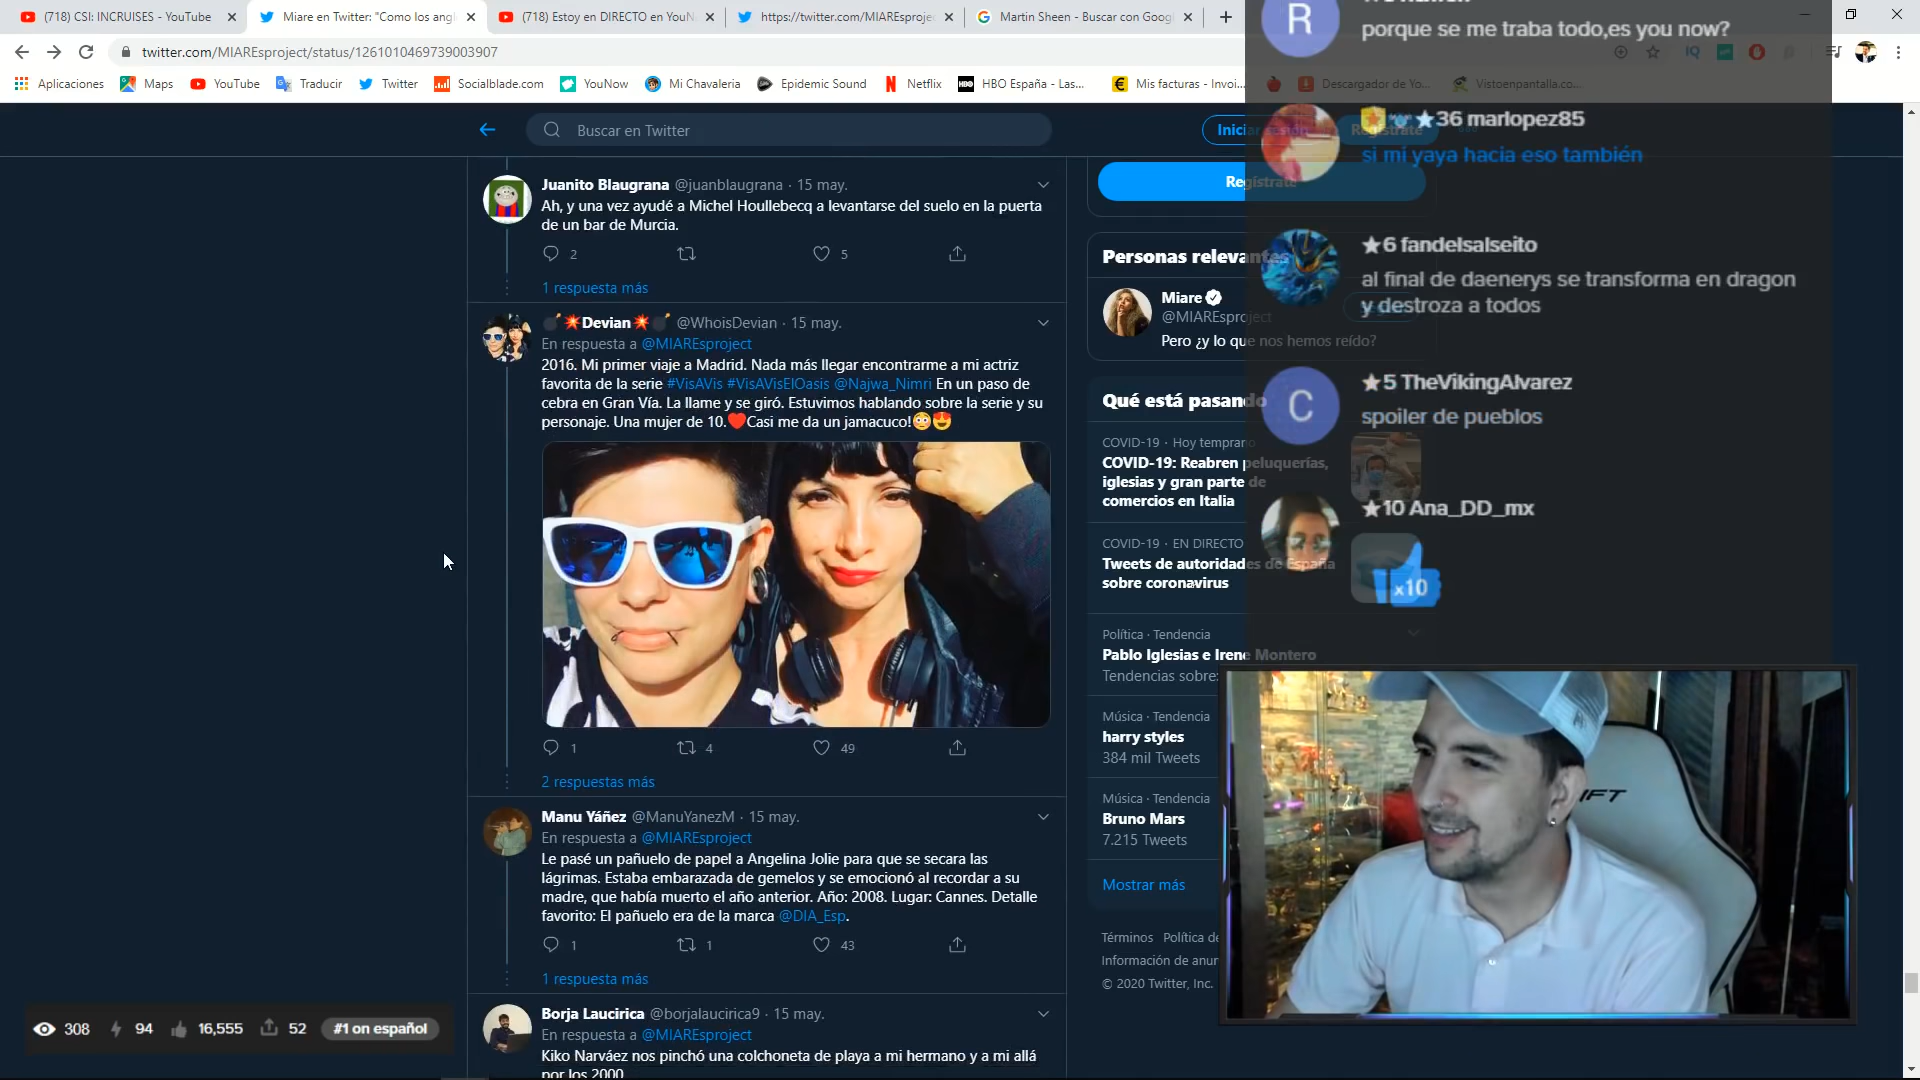 (718) CSI: INCRUISES - YouTube
Miare en Twitter: "Como los angl
(718) Estoy en DIRECTO en YouN
https://twitter.com/MIAREsproje
Martin Sheen - Buscar con Googl
twitter.com/MIAREsproject/status/1261010469739003907
Aplicaciones
Maps
YouTube
Traducir
Twitter
Socialblade.com
YouNow
Mi Chavaleria
Epidemic Sound
Netflix
HBO España - Las...
Mis facturas - Invoi...
Descargador de Yo...
Vistoenpantalla.co...
Buscar en Twitter
Iniciar sesión
Regístrate
Juanito Blaugrana @juanblaugrana · 15 may.
Ah, y una vez ayudé a Michel Houllebecq a levantarse del suelo en la puerta
de un bar de Murcia.
2
5
1 respuesta más
Devian @WhoisDevian · 15 may.
En respuesta a @MIAREsproject
2016. Mi primer viaje a Madrid. Nada más llegar encontrarme a mi actriz
favorita de la serie #VisAVis #VisAVisElOasis @Najwa_Nimri En un paso de
cebra en Gran Vía. La llame y se giró. Estuvimos hablando sobre la serie y su
personaje. Una mujer de 10.❤Casi me da un jamacuco!😳😍
1
4
49
2 respuestas más
Manu Yáñez @ManuYanezM · 15 may.
En respuesta a @MIAREsproject
Le pasé un pañuelo de papel a Angelina Jolie para que se secara las
lágrimas. Estaba embarazada de gemelos y se emocionó al recordar a su
madre, que había muerto el año anterior. Año: 2008. Lugar: Cannes. Detalle
favorito: El pañuelo era de la marca @DIA_Esp.
1
1
43
1 respuesta más
Borja Laucirica @borjalaucirica9 · 15 may.
En respuesta a @MIAREsproject
Kiko Narváez nos pinchó una colchoneta de playa a mi hermano y a mi allá
por los 2000
Regístrate
Personas relevantes
Miare
@MIAREsproject
Pero ¿y lo que nos hemos reído?
Qué está pasando
COVID-19 · Hoy temprano
COVID-19: Reabren peluquerías,
iglesias y gran parte de
comercios en Italia
COVID-19 · EN DIRECTO
Tweets de autoridades de España
sobre coronavirus
Política · Tendencia
Pablo Iglesias e Irene Montero
Tendencias sobre:
Música · Tendencia
harry styles
384 mil Tweets
Música · Tendencia
Bruno Mars
7.215 Tweets
Mostrar más
Términos Política de
Información de anun
© 2020 Twitter, Inc.
R
porque se me traba todo,es you now?
★36 marlopez85
si mi yaya hacia eso también
★6 fandelsalseito
al final de daenerys se transforma en dragon
y destroza a todos
C
★5 TheVikingAlvarez
spoiler de pueblos
★10 Ana_DD_mx
x10
308
94
16,555
52
#1 on español